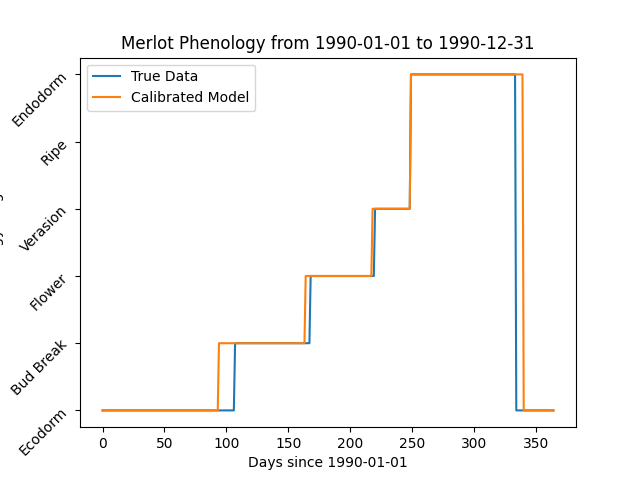 Merlot Phenology from 1990-01-01 to 1990-12-31
True Data
Calibrated Model
Endodorm
Ripe
Verasion
Flower
Bud Break
Ecodorm
0 50 100 150 200 250 300 350
Days since 1990-01-01